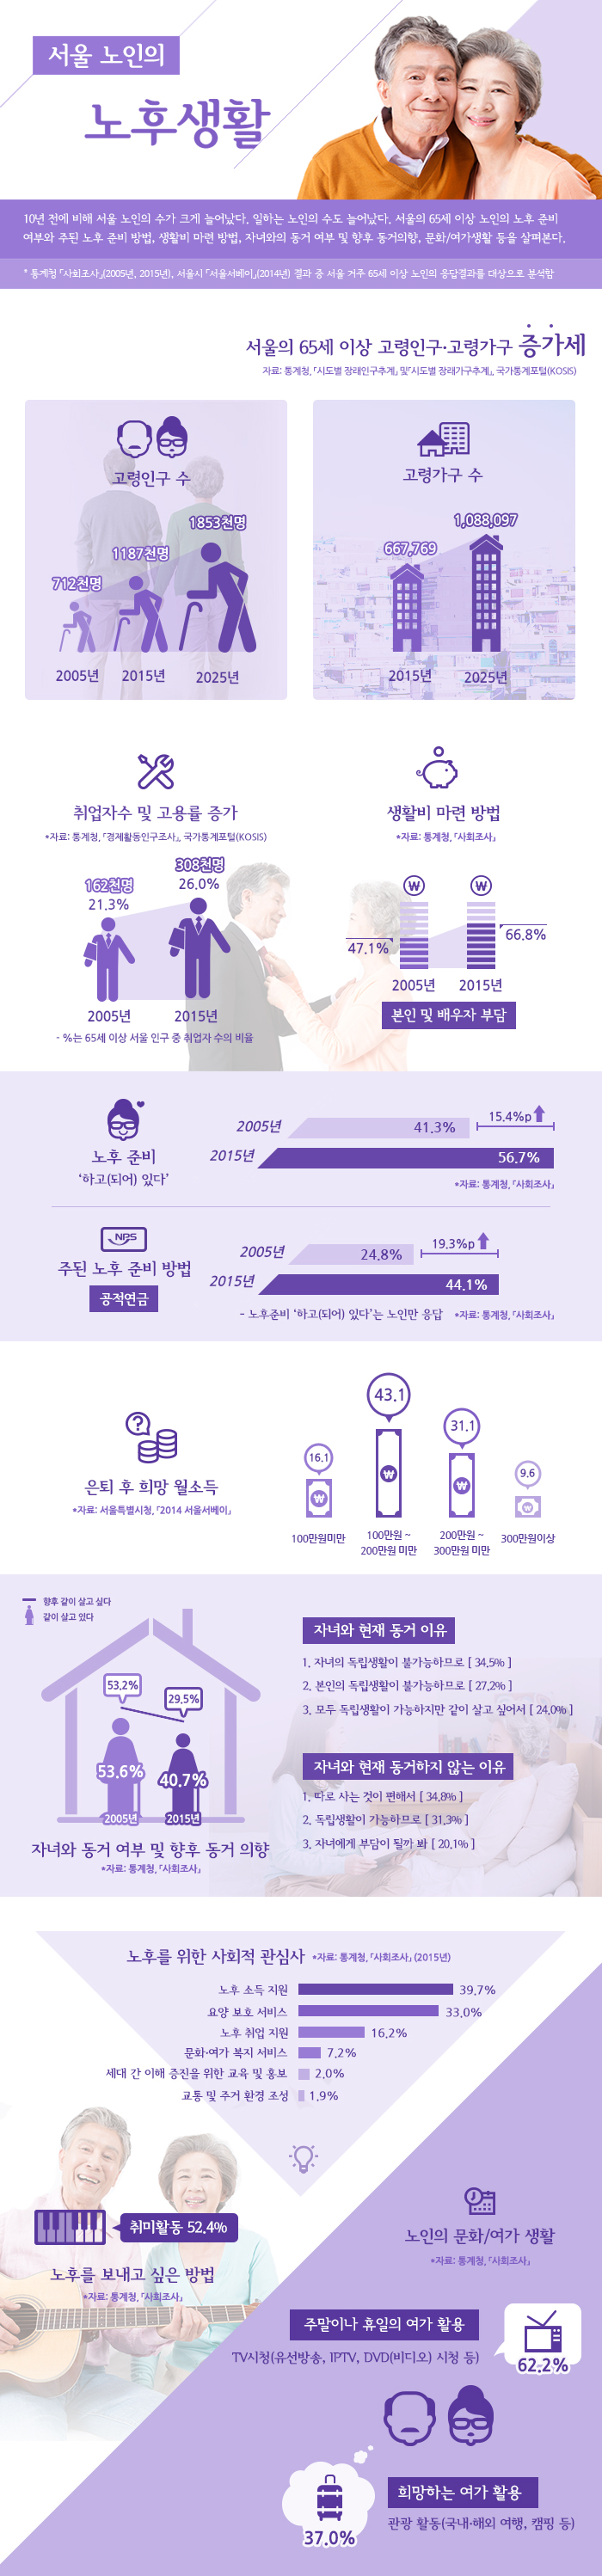 서울 노인의
노후생활
10년 전에 비해 서울 노인의 수가 크게 늘어났다. 일하는 노인의 수도 늘어났다. 서울의 65세 이상 노인의 노후 준비
여부와 주된 노후 준비 방법, 생활비 마련 방법, 자녀와의 동거 여부 및 향후 동거의향, 문화/여가생활 등을 살펴본다.
* 통계청 「사회조사」(2005년, 2015년), 서울시 「서울서베이」(2014년) 결과 중 서울 거주 65세 이상 노인의 응답결과를 대상으로 분석함
서울의 65세 이상 고령인구·고령가구 증가세
자료: 통계청, 「시도별 장래인구추계」 및 「시도별 장래가구추계」, 국가통계포털(KOSIS)
고령인구 수
712천명
1187천명
1853천명
2005년
2015년
2025년
고령가구 수
667,769
1,088,097
2015년
2025년
취업자수 및 고용률 증가
*자료: 통계청, 「경제활동인구조사」, 국가통계포털(KOSIS)
162천명
21.3%
308천명
26.0%
2005년
2015년
- %는 65세 이상 서울 인구 중 취업자 수의 비율
생활비 마련 방법
*자료: 통계청, 「사회조사」
₩
₩
47.1%
66.8%
2005년
2015년
본인 및 배우자 부담
노후 준비
‘하고(되어) 있다’
2005년
41.3%
15.4%p
2015년
56.7%
*자료: 통계청, 「사회조사」
NPS
주된 노후 준비 방법
공적연금
2005년
24.8%
19.3%p
2015년
44.1%
- 노후준비 ‘하고(되어) 있다’는 노인만 응답
*자료: 통계청, 「사회조사」
?
은퇴 후 희망 월소득
*자료: 서울특별시청, 「2014 서울서베이」
16.1
43.1
31.1
9.6
₩
₩
₩
₩
100만원미만
100만원 ~
200만원 미만
200만원 ~
300만원 미만
300만원이상
향후 같이 살고 싶다
같이 살고 있다
53.2%
29.5%
53.6%
40.7%
2005년
2015년
자녀와 동거 여부 및 향후 동거 의향
*자료: 통계청, 「사회조사」
자녀와 현재 동거 이유
1. 자녀의 독립생활이 불가능하므로 [ 34.5% ]
2. 본인의 독립생활이 불가능하므로 [ 27.2% ]
3. 모두 독립생활이 가능하지만 같이 살고 싶어서 [ 24.0% ]
자녀와 현재 동거하지 않는 이유
1. 따로 사는 것이 편해서 [ 34.8% ]
2. 독립생활이 가능하므로 [ 31.3% ]
3. 자녀에게 부담이 될까 봐 [ 20.1% ]
노후를 위한 사회적 관심사
*자료: 통계청, 「사회조사」 (2015년)
노후 소득 지원
39.7%
요양 보호 서비스
33.0%
노후 취업 지원
16.2%
문화·여가 복지 서비스
7.2%
세대 간 이해 증진을 위한 교육 및 홍보
2.0%
교통 및 주거 환경 조성
1.9%
취미활동 52.4%
노후를 보내고 싶은 방법
*자료: 통계청, 「사회조사」
노인의 문화/여가 생활
*자료: 통계청, 「사회조사」
주말이나 휴일의 여가 활용
TV시청(유선방송, IPTV, DVD(비디오) 시청 등)
62.2%
희망하는 여가 활용
관광 활동(국내·해외 여행, 캠핑 등)
37.0%